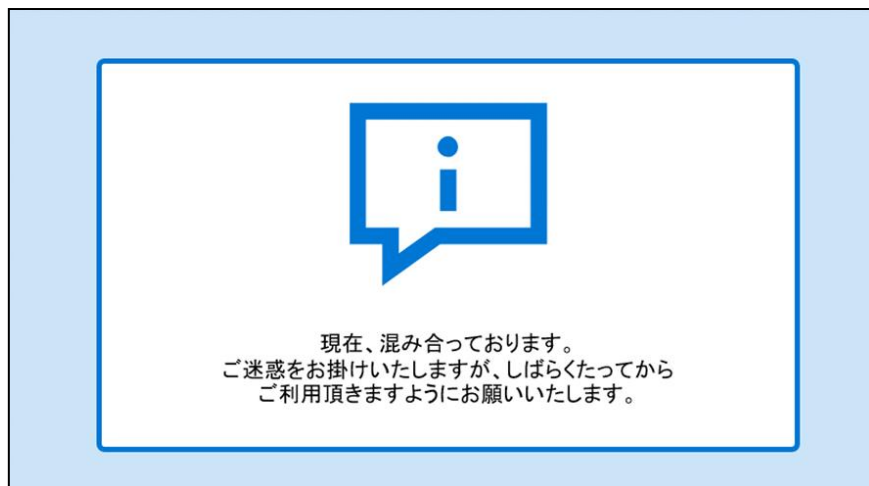 現在、混み合っております。
ご迷惑をお掛けいたしますが、しばらくたってから
ご利用頂きますようにお願いいたします。